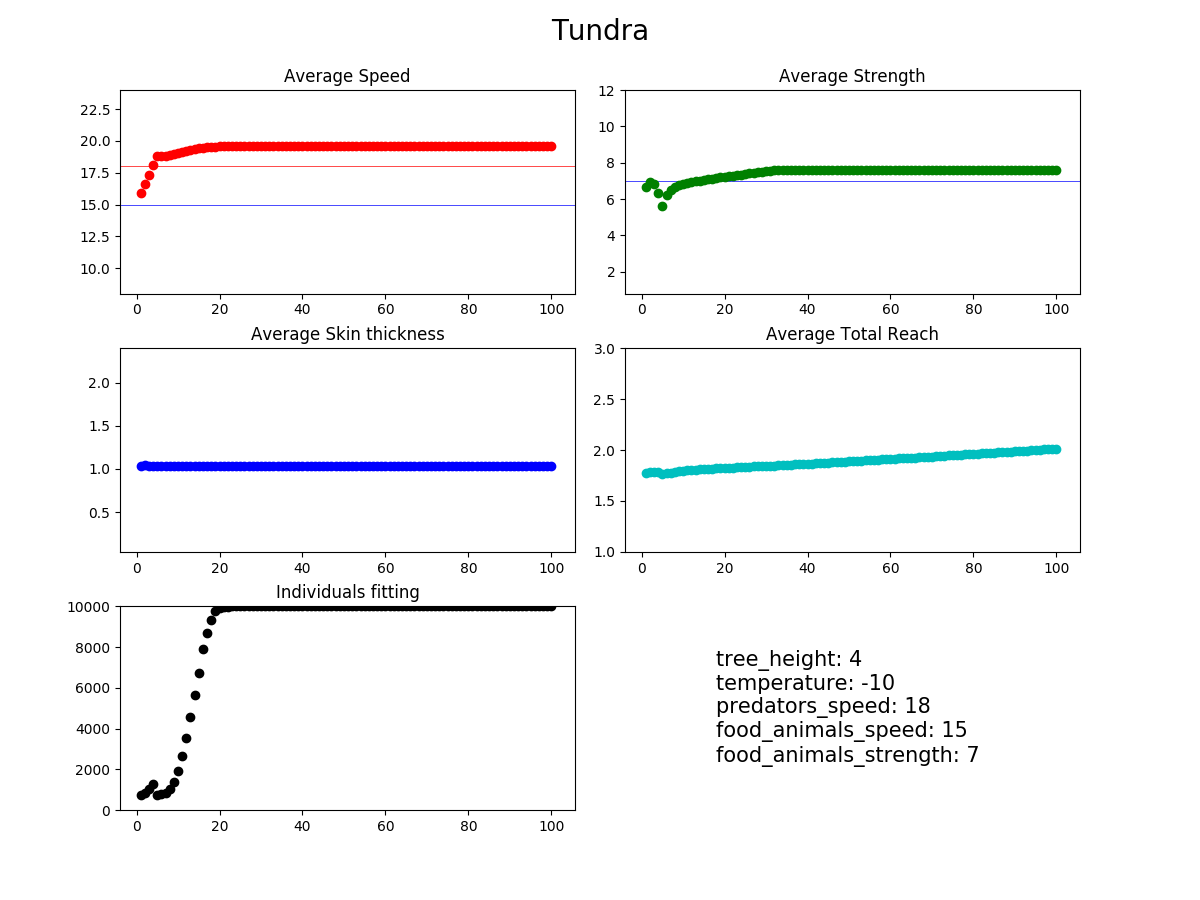 Tundra
Average Speed
Average Strength
22.5
20.0
17.5
15.0
12.5
10.0
0 20 40 60 80 100
12
10
8
6
4
2
0 20 40 60 80 100
Average Skin thickness
Average Total Reach
2.0
1.5
1.0
0.5
0 20 40 60 80 100
3.0
2.5
2.0
1.5
1.0
0 20 40 60 80 100
Individuals fitting
10000
8000
6000
4000
2000
0
0 20 40 60 80 100
tree_height: 4
temperature: -10
predators_speed: 18
food_animals_speed: 15
food_animals_strength: 7